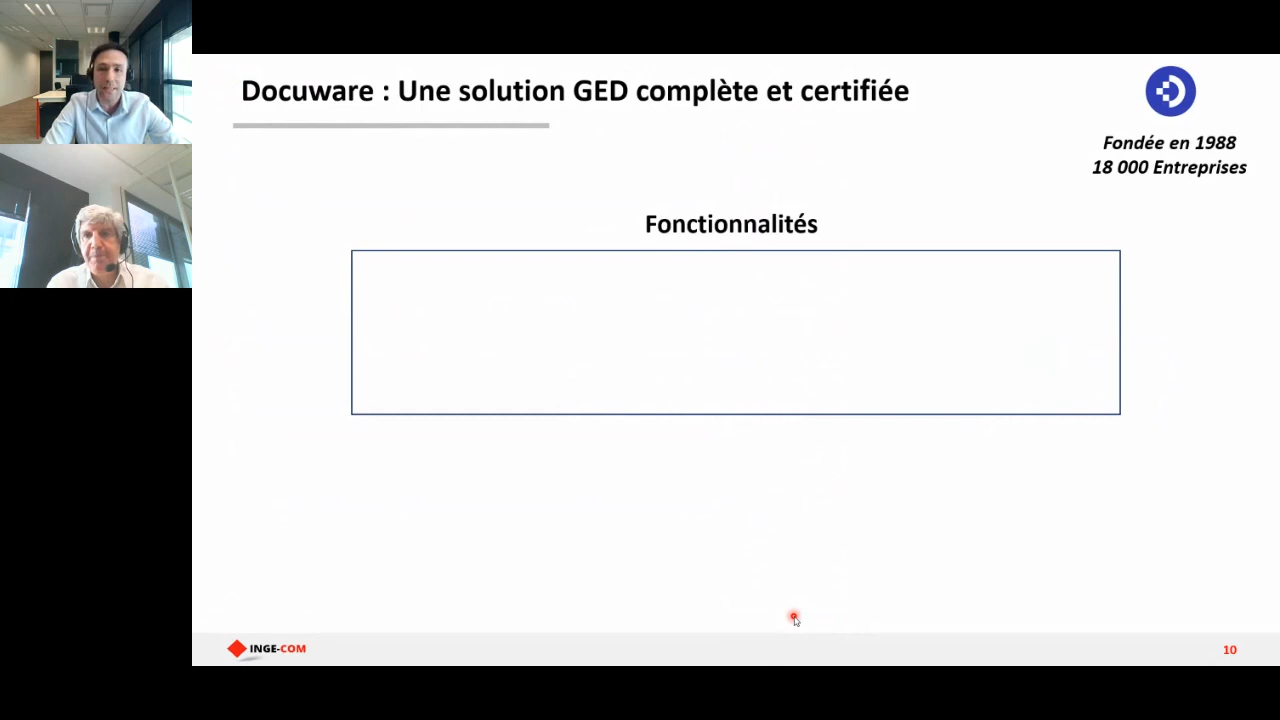 Docuware : Une solution GED complète et certifiée
Fondée en 1988
18 000 Entreprises
Fonctionnalités
INGE-COM
10